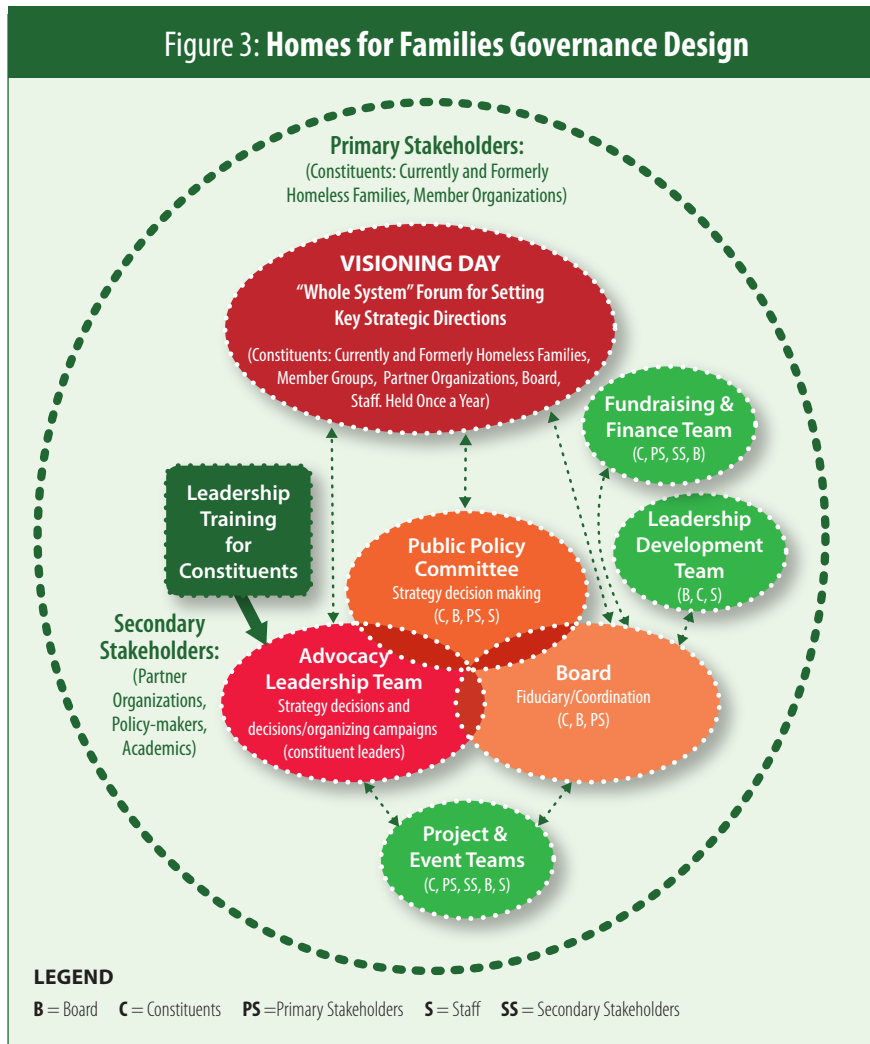 Figure 3: Homes for Families Governance Design
Primary Stakeholders:
(Constituents: Currently and Formerly
Homeless Families, Member Organizations)
VISIONING DAY
“Whole System” Forum for Setting
Key Strategic Directions
(Constituents: Currently and Formerly Homeless Families,
Member Groups, Partner Organizations, Board,
Staff. Held Once a Year)
Fundraising &
Finance Team
(C, PS, SS, B)
Leadership
Training
for
Constituents
Leadership
Development
Team
(B, C, S)
Public Policy
Committee
Strategy decision making
(C, B, PS, S)
Secondary
Stakeholders:
(Partner
Organizations,
Policy-makers,
Academics)
Advocacy
Leadership Team
Strategy decisions and
decisions/organizing campaigns
(constituent leaders)
Board
Fiduciary/Coordination
(C, B, PS)
Project &
Event Teams
(C, PS, SS, B, S)
LEGEND
B = Board C = Constituents PS =Primary Stakeholders S = Staff SS = Secondary Stakeholders